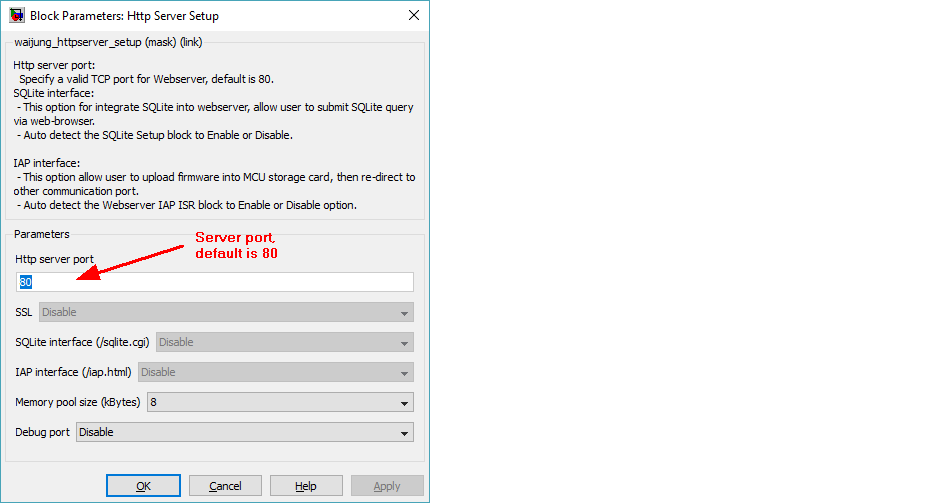 Block Parameters: Http Server Setup
waijung_httpserver_setup (mask) (link)
Http server port:
Specify a valid TCP port for Webserver, default is 80.
SQLite interface:
- This option for integrate SQLite into webserver, allow user to submit SQLite query
via web-browser.
- Auto detect the SQLite Setup block to Enable or Disable.
IAP interface:
- This option allow user to upload firmware into MCU storage card, then re-direct to
other communication port.
- Auto detect the Webserver IAP ISR block to Enable or Disable option.
Parameters
Server port,
default is 80
Http server port
80
SSL Disable
SQLite interface (/sqlite.cgi) Disable
IAP interface (/iap.html) Disable
Memory pool size (kBytes) 8
Debug port Disable
OK Cancel Help Apply